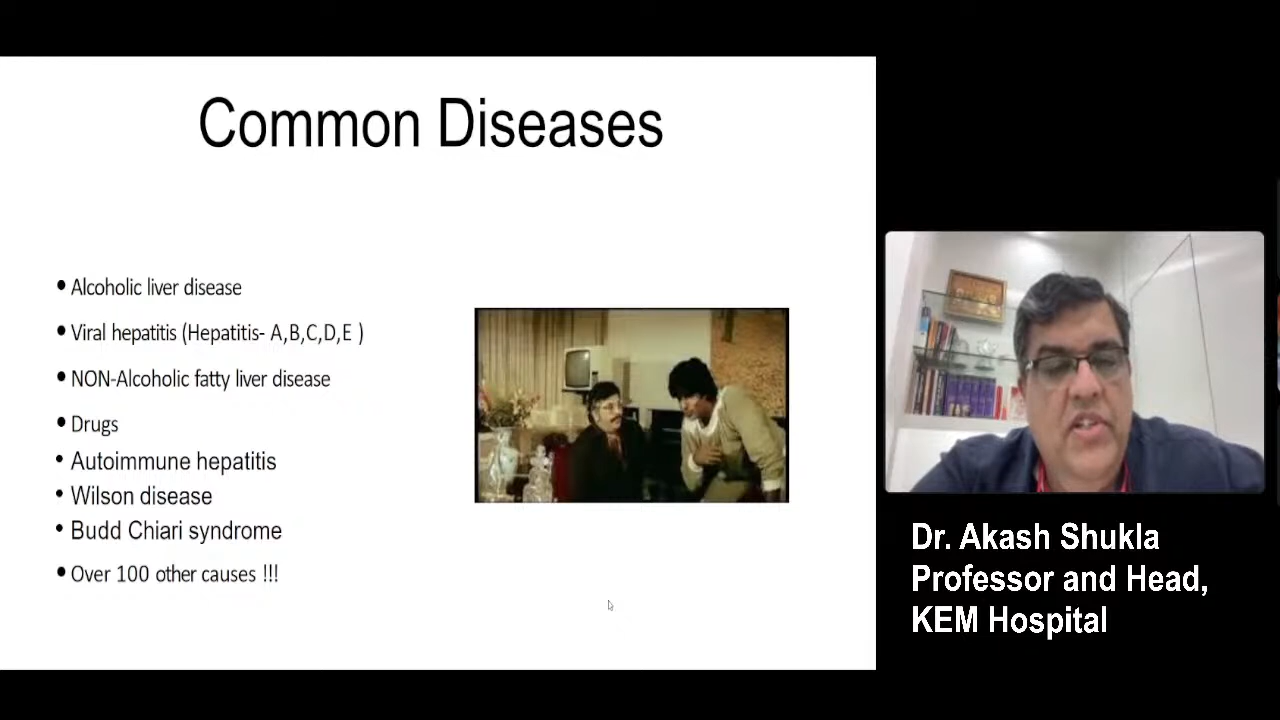 Common Diseases
• Alcoholic liver disease
• Viral hepatitis (Hepatitis- A,B,C,D,E )
• NON-Alcoholic fatty liver disease
• Drugs
• Autoimmune hepatitis
• Wilson disease
• Budd Chiari syndrome
• Over 100 other causes !!!
Dr. Akash Shukla
Professor and Head,
KEM Hospital